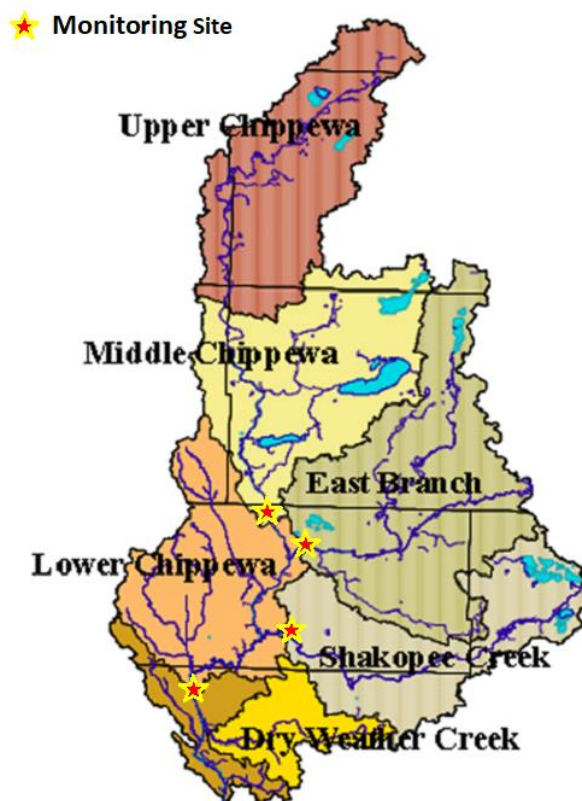 Monitoring Site
Upper Chippewa
Middle Chippewa
East Branch
Lower Chippewa
Shakopee Creek
Dry Weather Creek